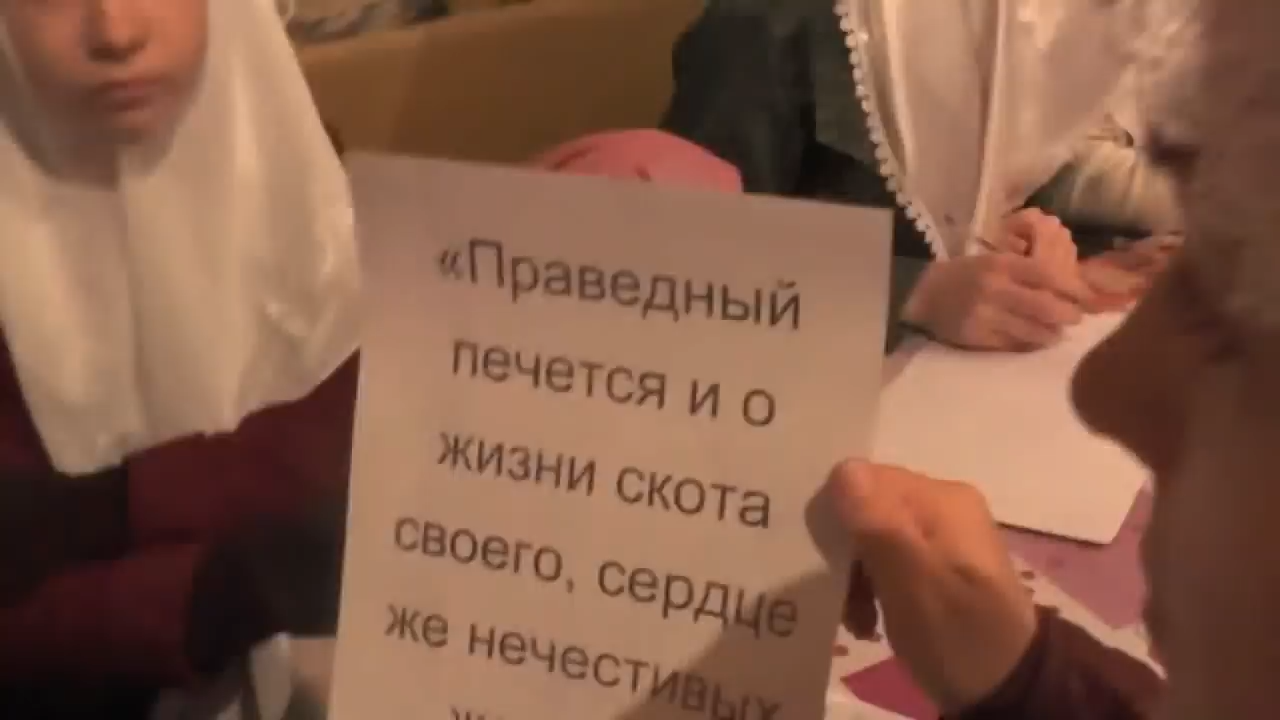 «Праведный
печется и о
жизни скота
своего, сердце
же нечестивых